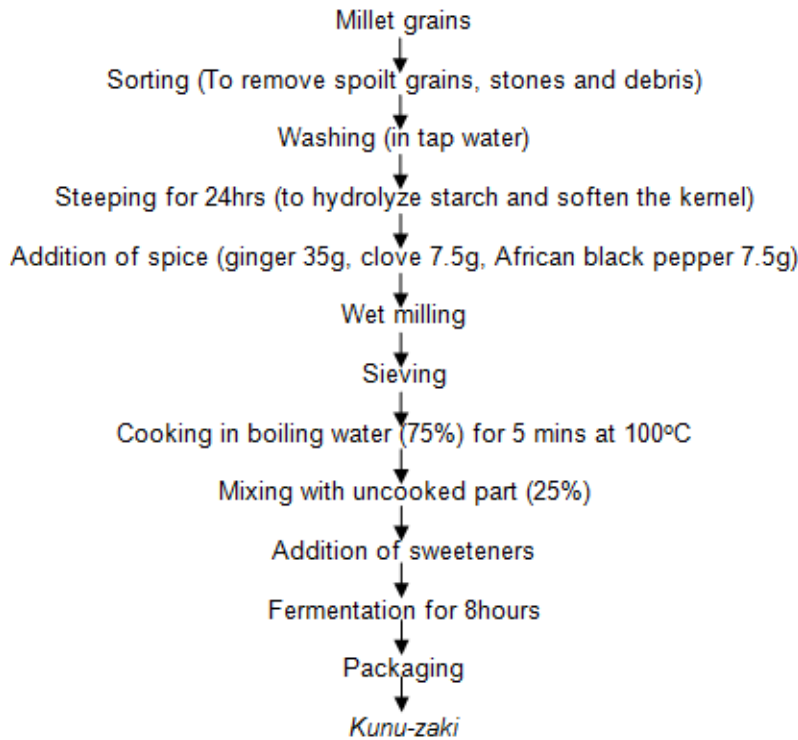 Millet grains
Sorting (To remove spoilt grains, stones and debris)
Washing (in tap water)
Steeping for 24hrs (to hydrolyze starch and soften the kernel)
Addition of spice (ginger 35g, clove 7.5g, African black pepper 7.5g)
Wet milling
Sieving
Cooking in boiling water (75%) for 5 mins at 100ºC
Mixing with uncooked part (25%)
Addition of sweeteners
Fermentation for 8hours
Packaging
Kunu-zaki